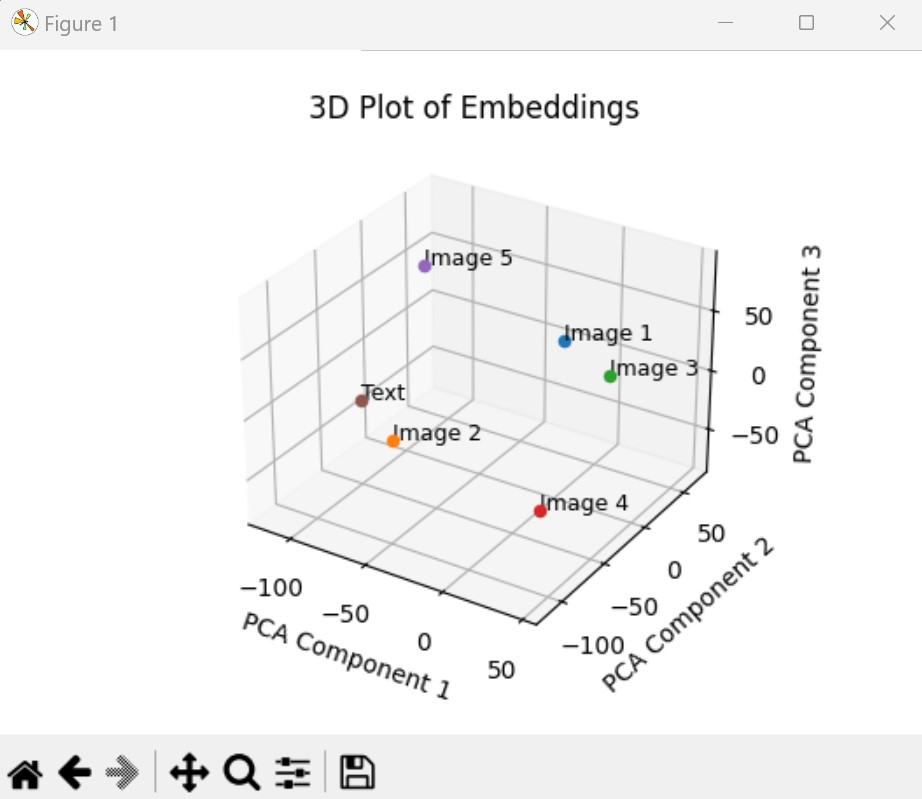 Figure 1
3D Plot of Embeddings
Image 5
Image 1
Image 3
Text
Image 2
Image 4
50
0
−50
PCA Component 3
−100
−50
0
50
PCA Component 1
50
0
−50
−100
PCA Component 2